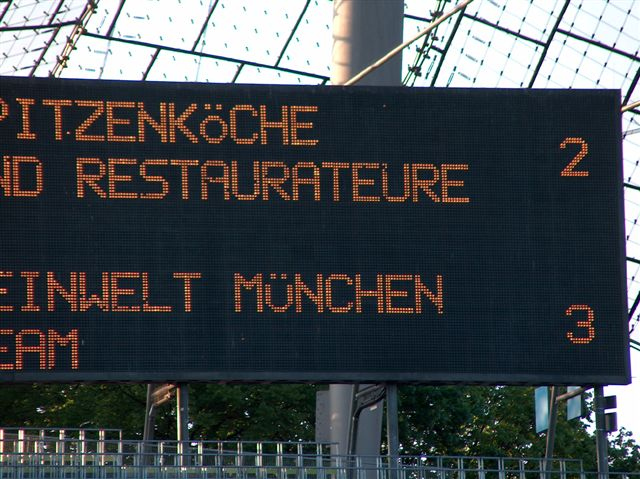 PITZENKÖCHE 2
ND RESTAURATEURE
EINWELT MÜNCHEN 3
EAM